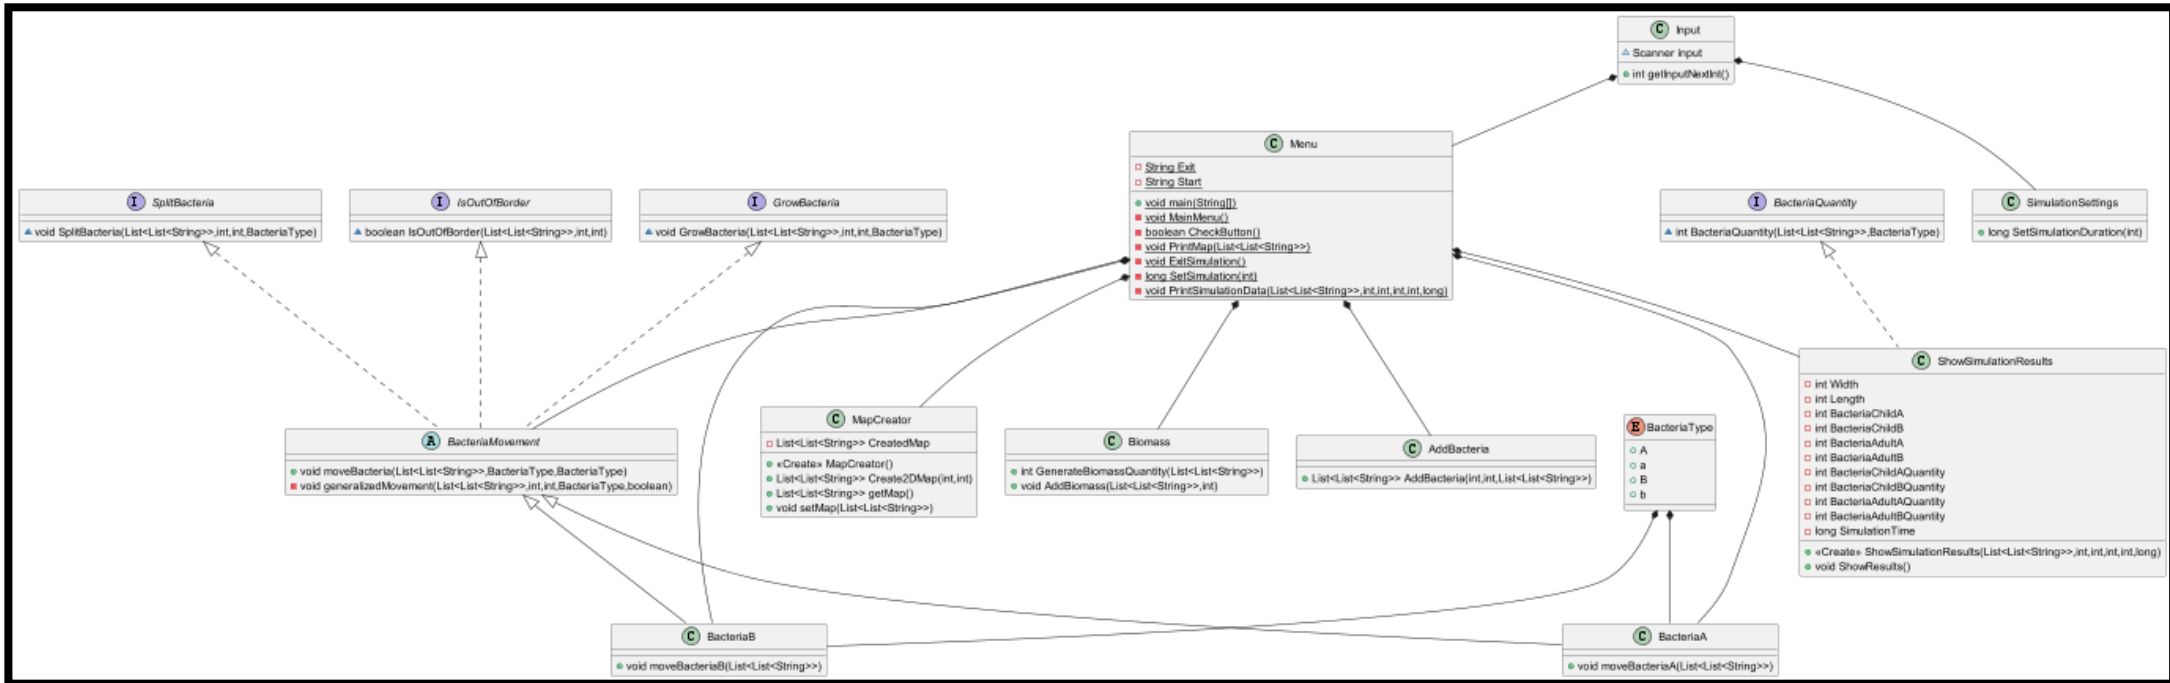 C Input
Scanner input
int getInputNextInt()
C Menu
String Exit
String Start
void main(String[])
void MainMenu()
boolean CheckButton()
void PrintMap(List<List<String>>)
void ExitSimulation()
long SetSimulation(int)
void PrintSimulationData(List<List<String>>,int,int,int,int,long)
I SplitBacteria
void SplitBacteria(List<List<String>>,int,int,BacteriaType)
I IsOutOfBorder
boolean IsOutOfBorder(List<List<String>>,int,int)
I GrowBacteria
void GrowBacteria(List<List<String>>,int,int,BacteriaType)
I BacteriaQuantity
int BacteriaQuantity(List<List<String>>,BacteriaType)
C SimulationSettings
long SetSimulationDuration(int)
A BacteriaMovement
void moveBacteria(List<List<String>>,BacteriaType,BacteriaType)
void generalizedMovement(List<List<String>>,int,int,BacteriaType,boolean)
C MapCreator
List<List<String>> CreatedMap
«Create» MapCreator()
List<List<String>> Create2DMap(int,int)
List<List<String>> getMap()
void setMap(List<List<String>>)
C Biomass
int GenerateBiomassQuantity(List<List<String>>)
void AddBiomass(List<List<String>>,int)
C AddBacteria
List<List<String>> AddBacteria(int,int,List<List<String>>)
E BacteriaType
A
a
B
b
C ShowSimulationResults
int Width
int Length
int BacteriaChildA
int BacteriaChildB
int BacteriaAdultA
int BacteriaAdultB
int BacteriaChildAQuantity
int BacteriaChildBQuantity
int BacteriaAdultAQuantity
int BacteriaAdultBQuantity
long SimulationTime
«Create» ShowSimulationResults(List<List<String>>,int,int,int,int,long)
void ShowResults()
C BacteriaB
void moveBacteriaB(List<List<String>>)
C BacteriaA
void moveBacteriaA(List<List<String>>)